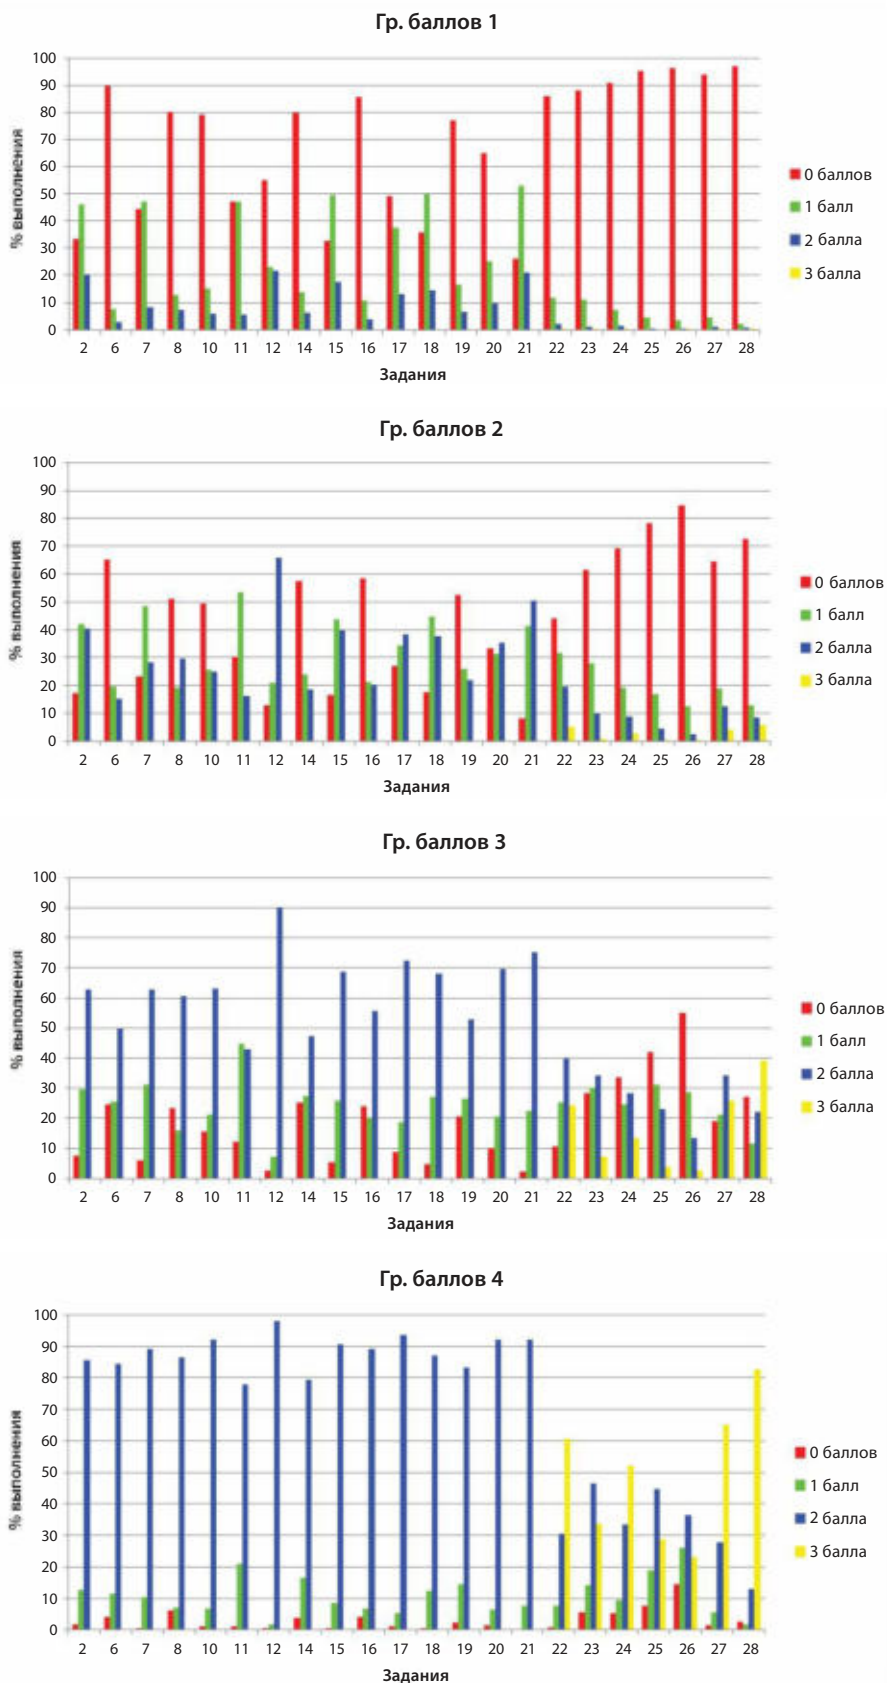 Гр. баллов 1
% выполнения
100
90
80
70
60
50
40
30
20
10
0
2 6 7 8 10 11 12 14 15 16 17 18 19 20 21 22 23 24 25 26 27 28
Задания
0 баллов
1 балл
2 балла
3 балла
Гр. баллов 2
% выполнения
100
90
80
70
60
50
40
30
20
10
0
2 6 7 8 10 11 12 14 15 16 17 18 19 20 21 22 23 24 25 26 27 28
Задания
0 баллов
1 балл
2 балла
3 балла
Гр. баллов 3
% выполнения
100
90
80
70
60
50
40
30
20
10
0
2 6 7 8 10 11 12 14 15 16 17 18 19 20 21 22 23 24 25 26 27 28
Задания
0 баллов
1 балл
2 балла
3 балла
Гр. баллов 4
% выполнения
100
90
80
70
60
50
40
30
20
10
0
2 6 7 8 10 11 12 14 15 16 17 18 19 20 21 22 23 24 25 26 27 28
Задания
0 баллов
1 балл
2 балла
3 балла